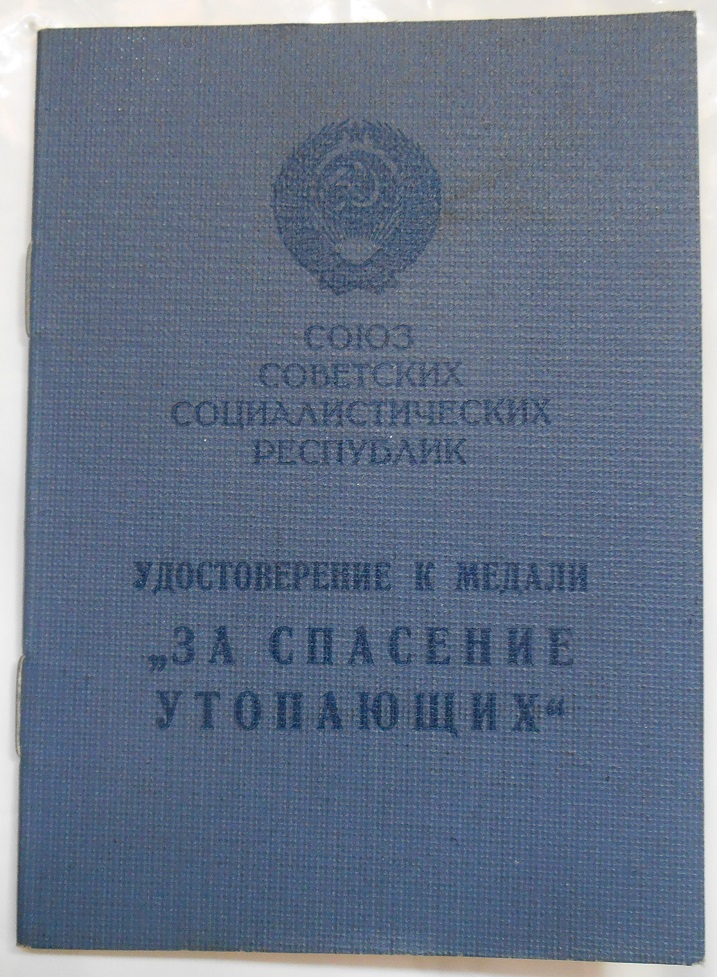 СОЮЗ
СОВЕТСКИХ
СОЦИАЛИСТИЧЕСКИХ
РЕСПУБЛИК
УДОСТОВЕРЕНИЕ К МЕДАЛИ
„ЗА СПАСЕНИЕ
УТОПАЮЩИХ“